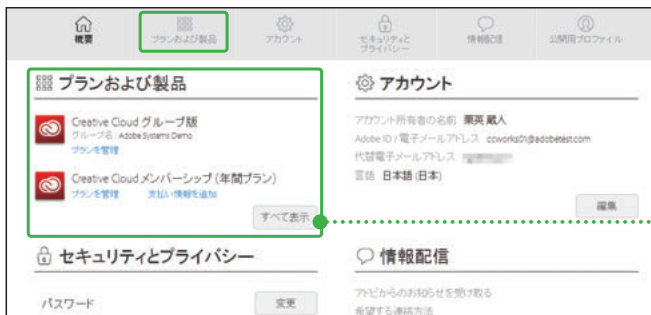 概要
プランおよび製品
アカウント
セキュリティと
プライバシー
情報配信
公開用プロファイル
プランおよび製品
Creative Cloud グループ版
グループ名 : Adobe Systems Demo
プランを管理
Creative Cloud メンバーシップ (年間プラン)
プランを管理 支払い情報を追加
すべて表示
アカウント
アカウント所有者の名前 栗英 蔵人
Adobe ID / 電子メールアドレス ccworks01@adobetest.com
代替電子メールアドレス
言語 日本語 (日本)
編集
セキュリティとプライバシー
パスワード 変更
情報配信
アドビからのお知らせを受け取る
希望する連絡方法